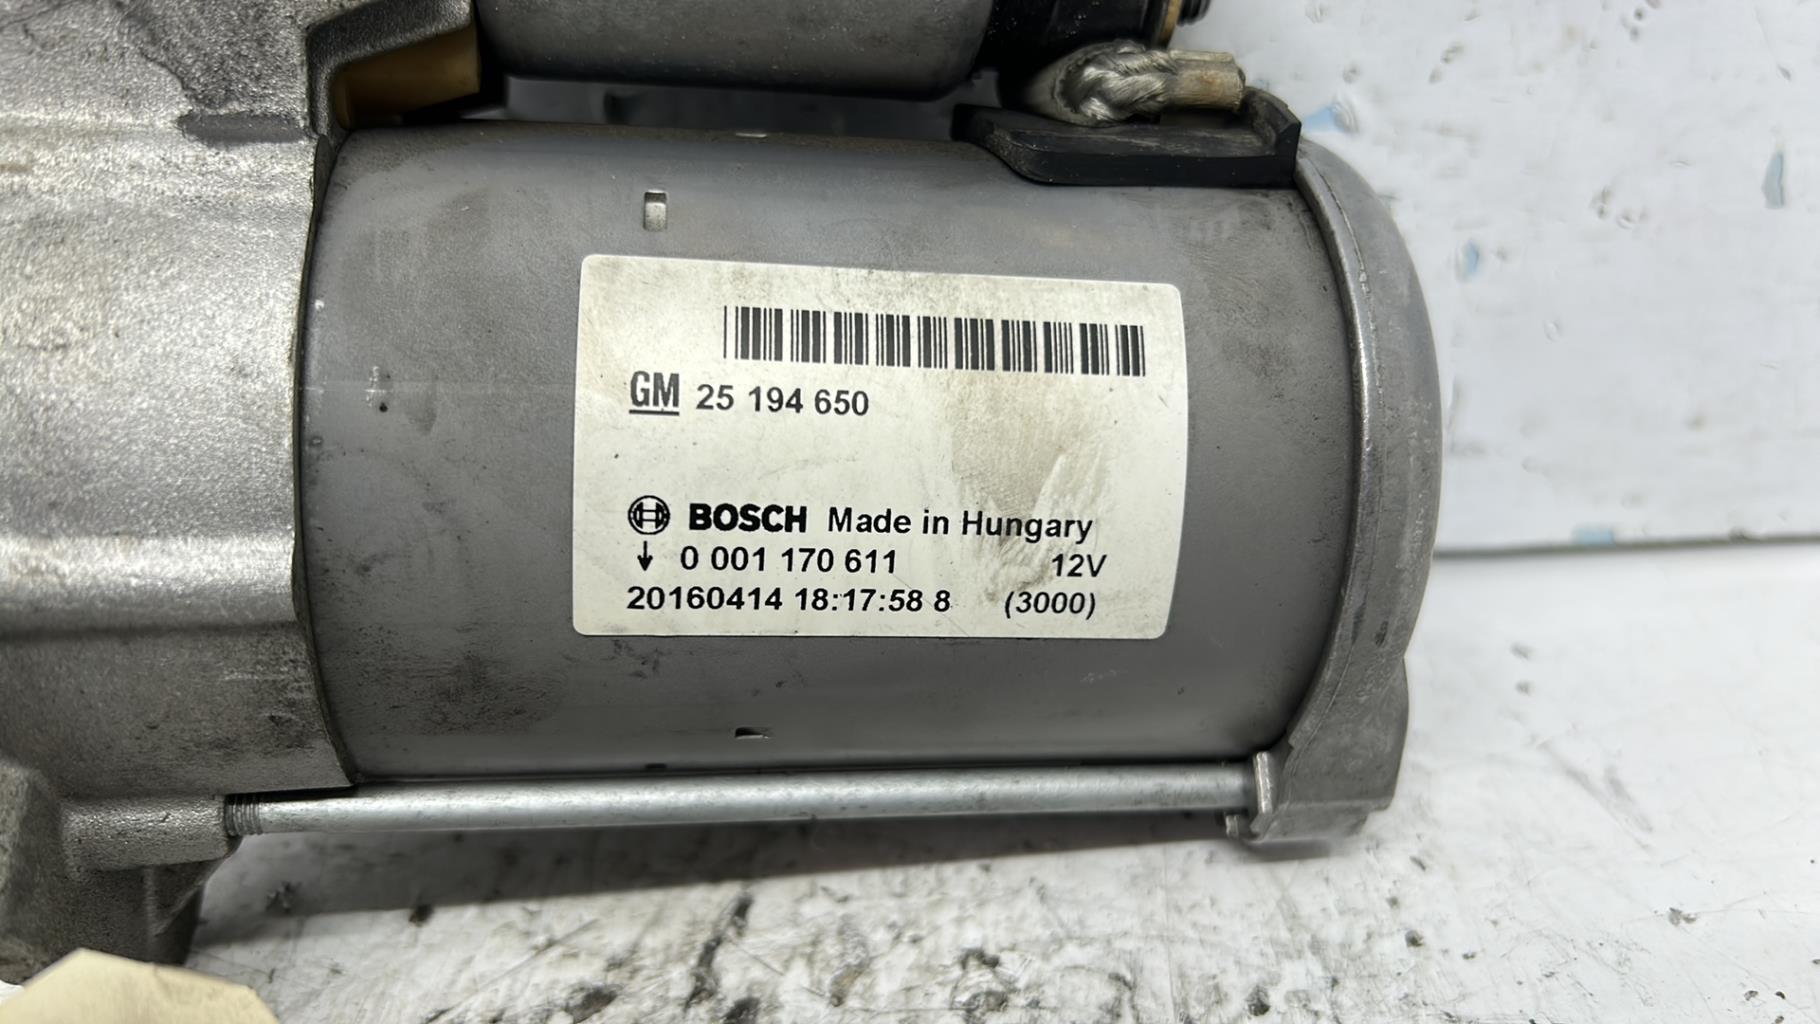 GM 25 194 650
BOSCH Made in Hungary
↓ 0 001 170 611 12V
20160414 18:17:58 8 (3000)